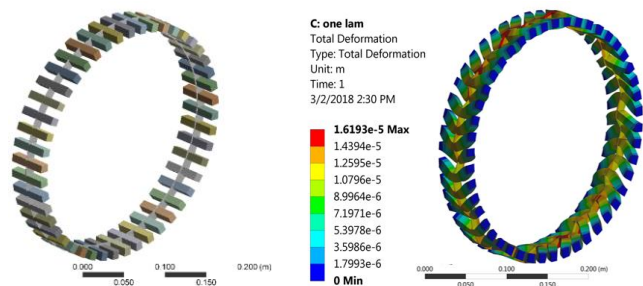 C: one lam
Total Deformation
Type: Total Deformation
Unit: m
Time: 1
3/2/2018 2:30 PM
1.6193e-5 Max
1.4394e-5
1.2595e-5
1.0796e-5
8.9964e-6
7.1971e-6
5.3978e-6
3.5986e-6
1.7993e-6
0 Min
0.000 0.100 0.200 (m)
0.050 0.150
0.000 0.100 0.200 (m)
0.050 0.150